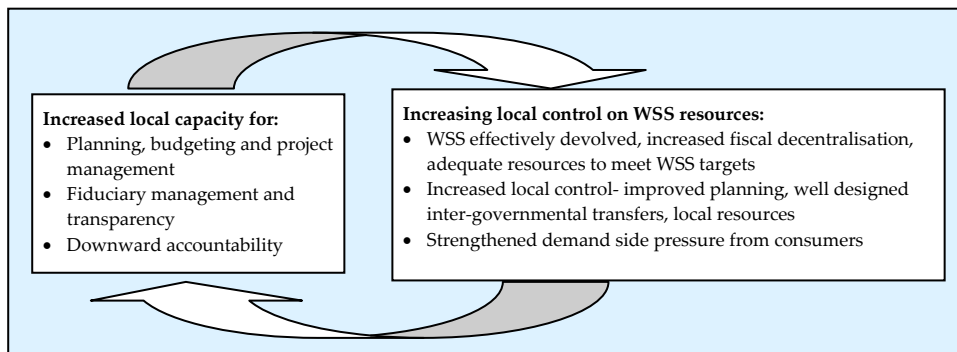 Increased local capacity for:
• Planning, budgeting and project
management
• Fiduciary management and
transparency
• Downward accountability
Increasing local control on WSS resources:
• WSS effectively devolved, increased fiscal decentralisation,
adequate resources to meet WSS targets
• Increased local control- improved planning, well designed
inter-governmental transfers, local resources
• Strengthened demand side pressure from consumers